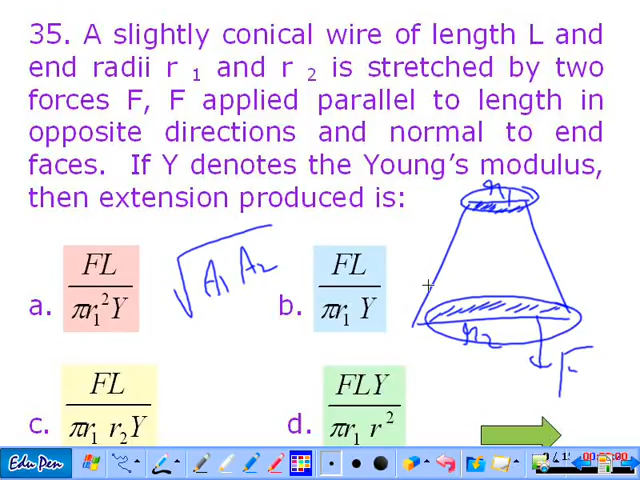 35. A slightly conical wire of length L and
end radii r 1 and r 2 is stretched by two
forces F, F applied parallel to length in
opposite directions and normal to end
faces. If Y denotes the Young's modulus,
then extension produced is:
r1
a. FL / πr₁²Y
√A1 A2
b. FL / πr₁ Y
r2
F
c. FL / πr₁ r₂Y
d. FLY / πr₁ r²
Edu Pen